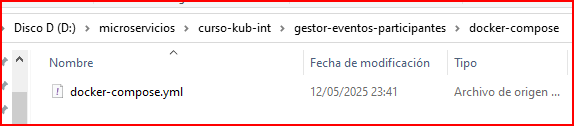 Disco D (D:) > microservicios > curso-kub-int > gestor-eventos-participantes > docker-compose
Nombre Fecha de modificación Tipo
docker-compose.yml 12/05/2025 23:41 Archivo de origen ...